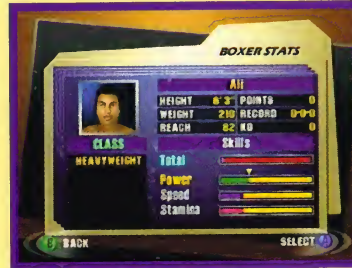 BOXER STATS
Ali
HEIGHT 6'3" POINTS 0
WEIGHT 210 RECORD 0-0-0
REACH 82 KO 0
CLASS Skills
HEAVYWEIGHT
Total
Power
Speed
Stamina
B BACK SELECT A